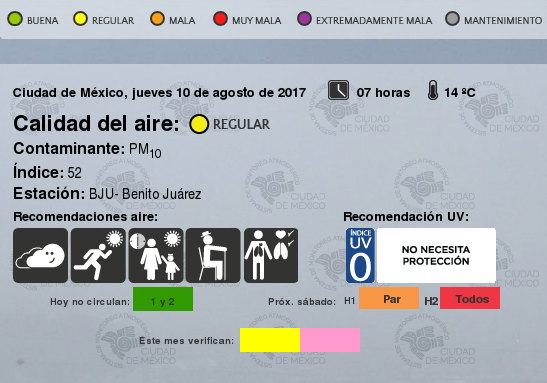 BUENA REGULAR MALA MUY MALA EXTREMADAMENTE MALA MANTENIMIENTO
Ciudad de México, jueves 10 de agosto de 2017 07 horas 14 ºC
Calidad del aire: REGULAR
Contaminante: PM10
Índice: 52
Estación: BJU- Benito Juárez
Recomendaciones aire: Recomendación UV:
ÍNDICE
UV
0
NO NECESITA
PROTECCIÓN
Hoy no circulan: 1 y 2 Próx. sábado: H1 Par H2 Todos
Este mes verifican:
CIUDAD
DE MÉXICO